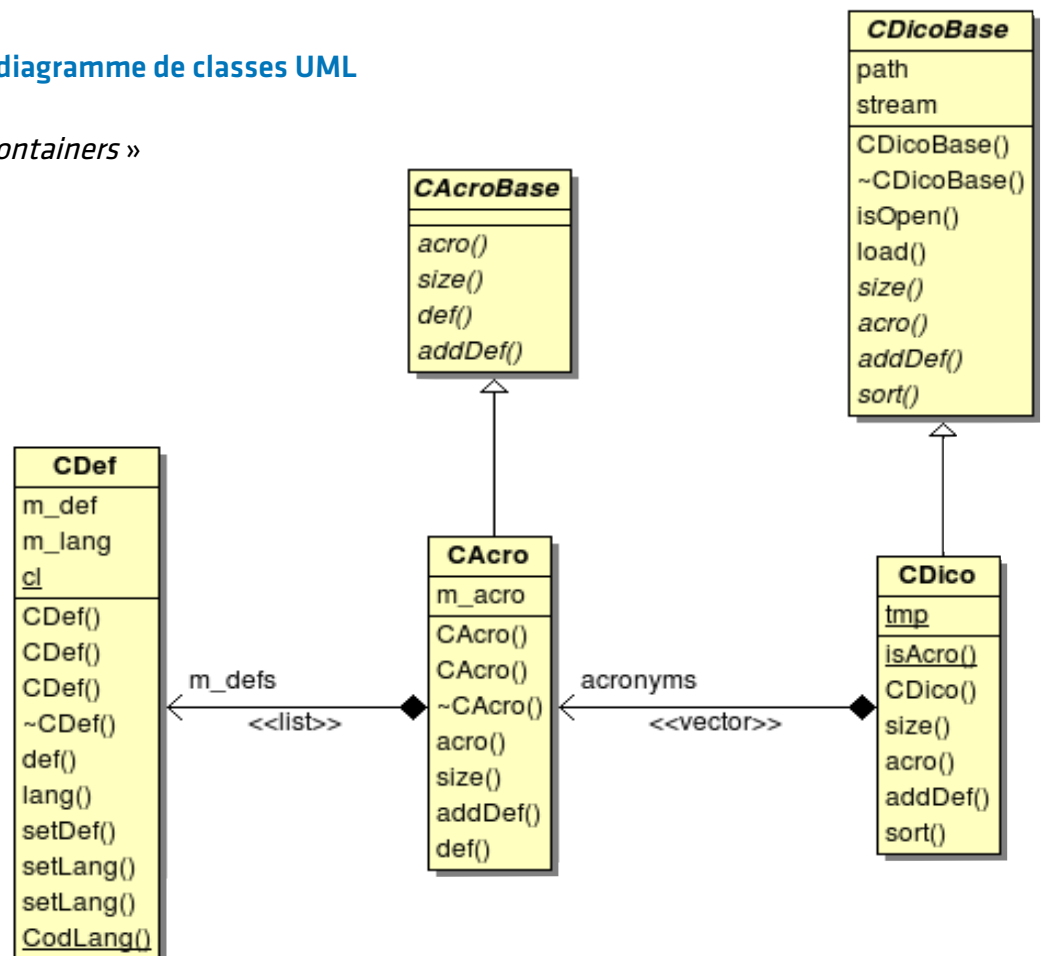 diagramme de classes UML
ontainers »
CDicoBase
path
stream
CDicoBase()
~CDicoBase()
isOpen()
load()
size()
acro()
addDef()
sort()
CAcroBase
acro()
size()
def()
addDef()
CDef
m_def
m_lang
cl
CDef()
CDef()
CDef()
~CDef()
def()
lang()
setDef()
setLang()
setLang()
CodLang()
m_defs
<<list>>
CAcro
m_acro
CAcro()
CAcro()
~CAcro()
acro()
size()
addDef()
def()
acronyms
<<vector>>
CDico
tmp
isAcro()
CDico()
size()
acro()
addDef()
sort()